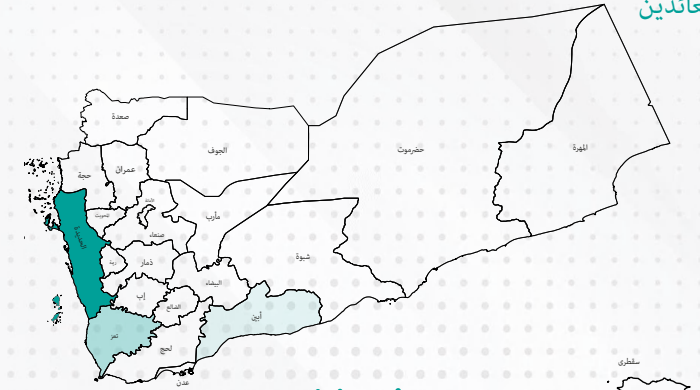 صعدة
المهرة
حضرموت
الجوف
عمران
حجة
مأرب
صنعاء
المحويت
الحديدة
ريمة
ذمار
شبوة
البيضاء
إب
الضالع
أبين
تعز
لحج
سقطرى
عدن